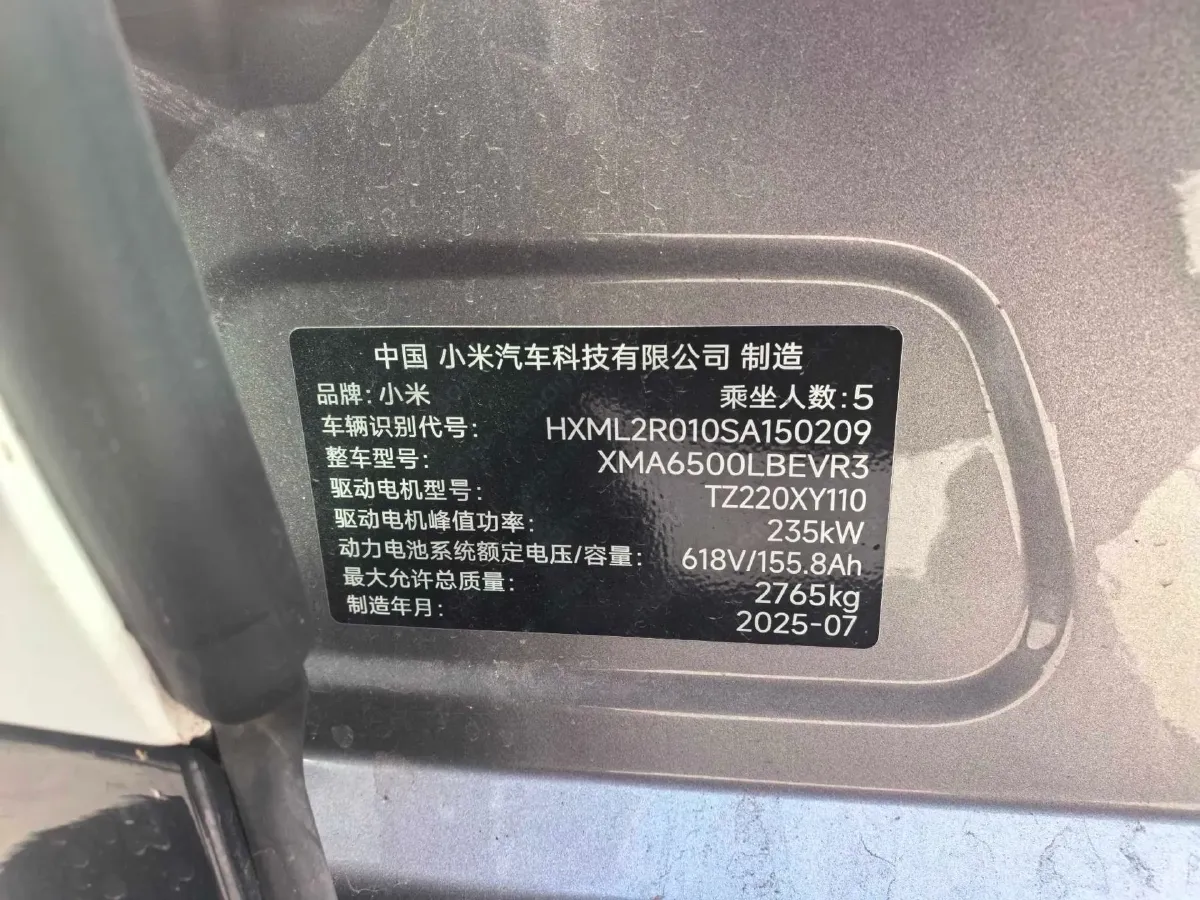 中国 小米汽车科技有限公司 制造
品牌：小米 乘坐人数：5
车辆识别代号： HXML2R010SA150209
整车型号： XMA6500LBEVR3
驱动电机型号： TZ220XY110
驱动电机峰值功率： 235kW
动力电池系统额定电压/容量： 618V/155.8Ah
最大允许总质量： 2765kg
制造年月： 2025-07